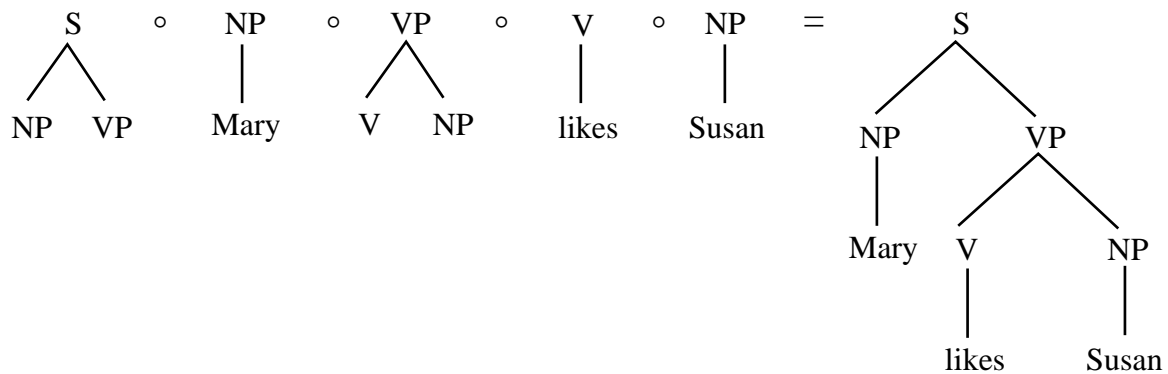 S ∘ NP ∘ VP ∘ V ∘ NP = S
NP VP Mary V NP likes Susan NP VP
Mary V NP
likes Susan